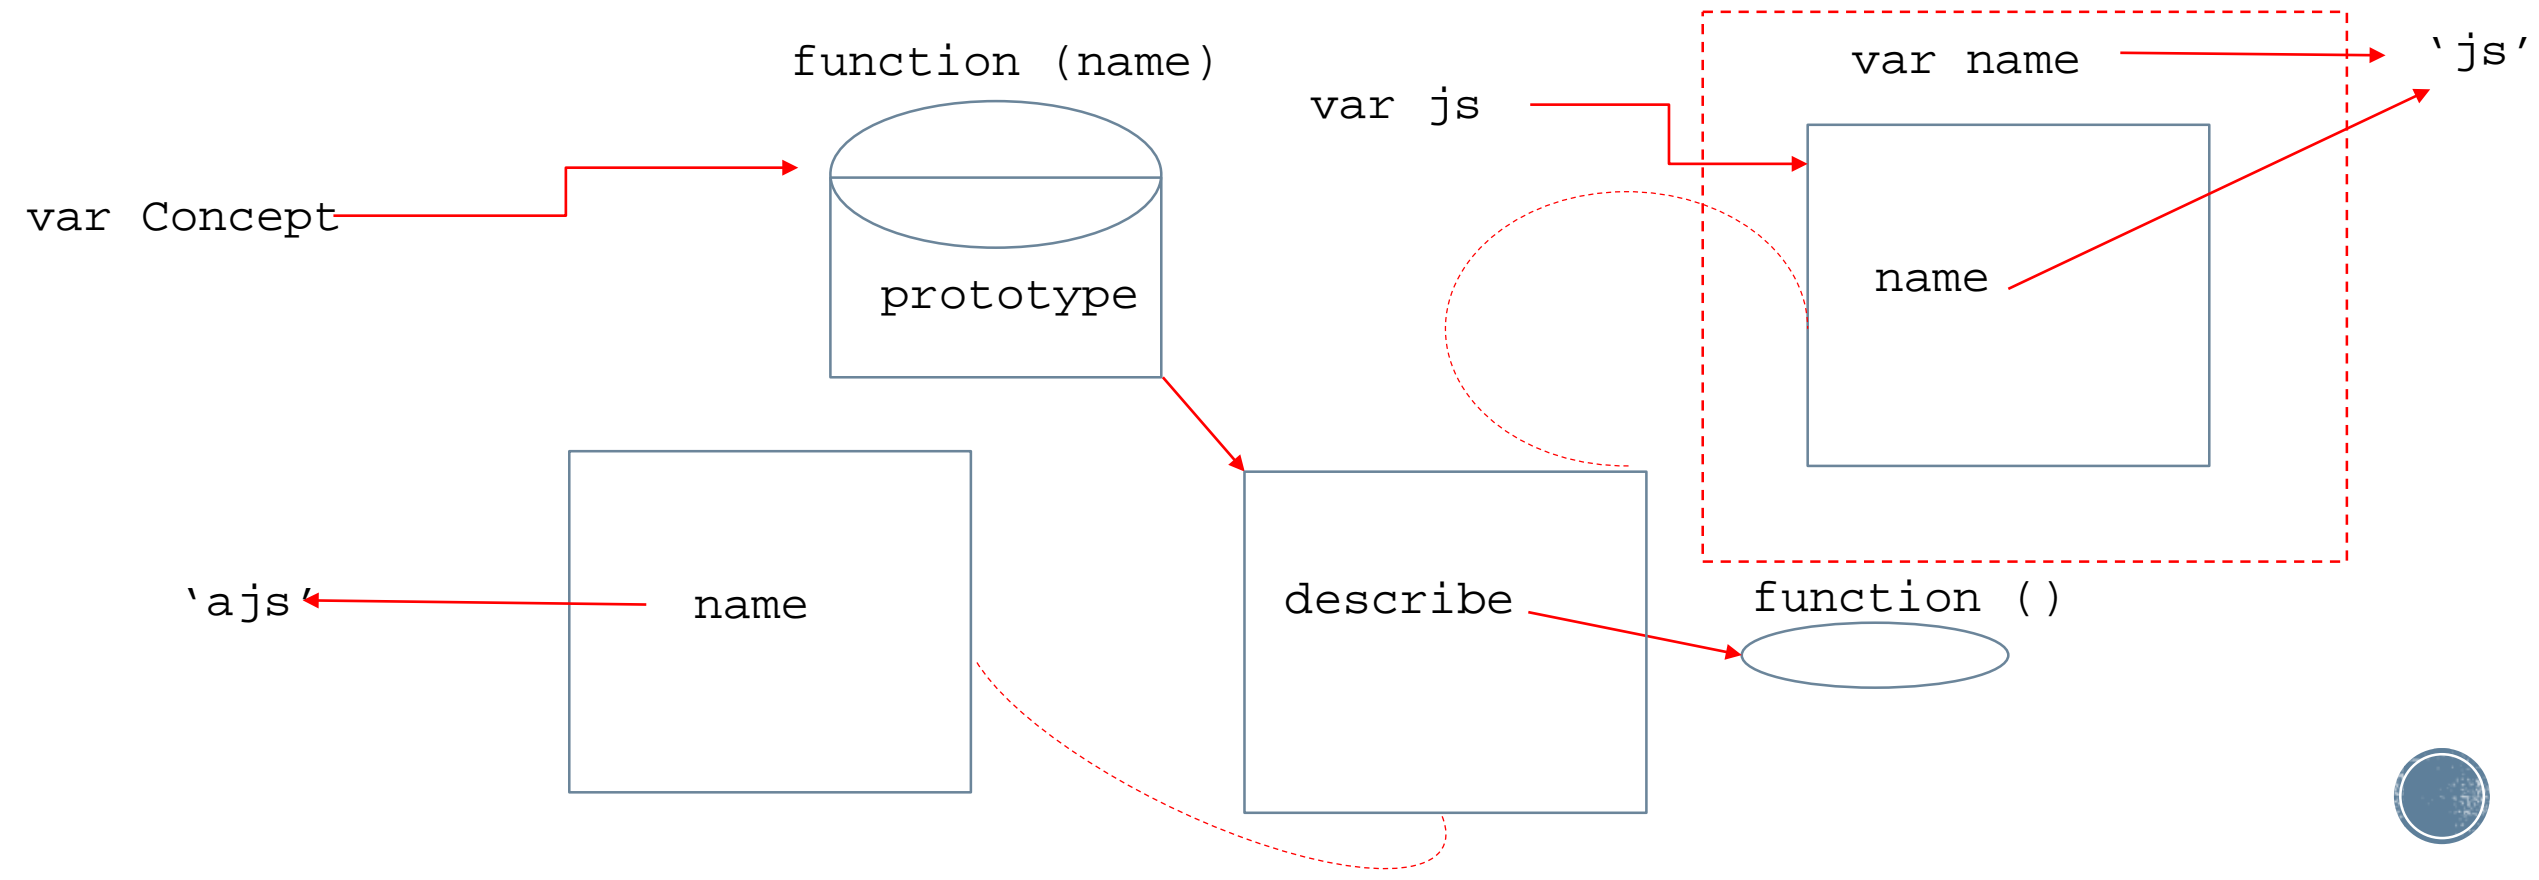 function (name)
var name
‘js’
var js
var Concept
prototype
name
‘ajs’
name
describe
function ()